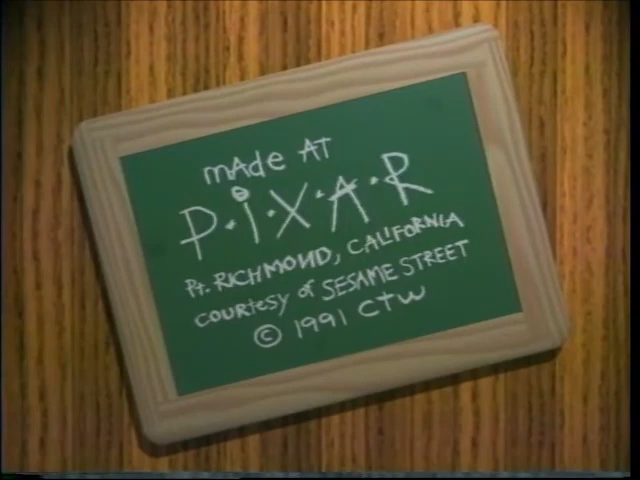 mAde AT
P·i·X·A·R
Pt. RICHMOND, CALIFORNIA
COURTESY of SESAME STREET
© 1991 CTW